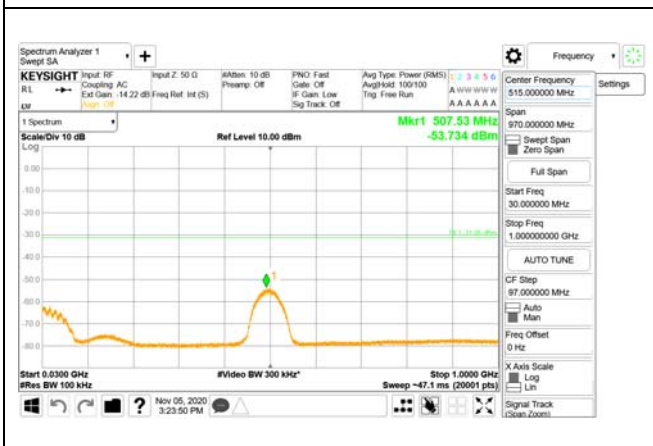 Spectrum Analyzer 1
Swept SA
+
Frequency
KEYSIGHT
Input: RF
Input Z: 50 Ω
#Atten: 10 dB
PNO: Fast
Avg Type: Power (RMS)
1 2 3 4 5 6
RL
Coupling: AC
Preamp: Off
Gate: Off
Avg|Hold: 100/100
A W W W W W
Ext Gain: -14.22 dB
Freq Ref: Int (S)
IF Gain: Low
Trig: Free Run
Align: Off
Sig Track: Off
A A A A A A
1 Spectrum
Mkr1 507.53 MHz
Scale/Div 10 dB
Ref Level 10.00 dBm
-53.734 dBm
Log
0.00
-10.0
-20.0
-30.0
-40.0
-50.0
-60.0
-70.0
-80.0
1
Start 0.0300 GHz
#Video BW 300 kHz*
Stop 1.0000 GHz
#Res BW 100 kHz
Sweep ~47.1 ms (20001 pts)
?
Nov 05, 2020
3:23:50 PM
Center Frequency
515.000000 MHz
Settings
Span
970.000000 MHz
Swept Span
Zero Span
Full Span
Start Freq
30.000000 MHz
Stop Freq
1.000000000 GHz
AUTO TUNE
CF Step
97.000000 MHz
Auto
Man
Freq Offset
0 Hz
X Axis Scale
Log
Lin
Signal Track
(Span Zoom)